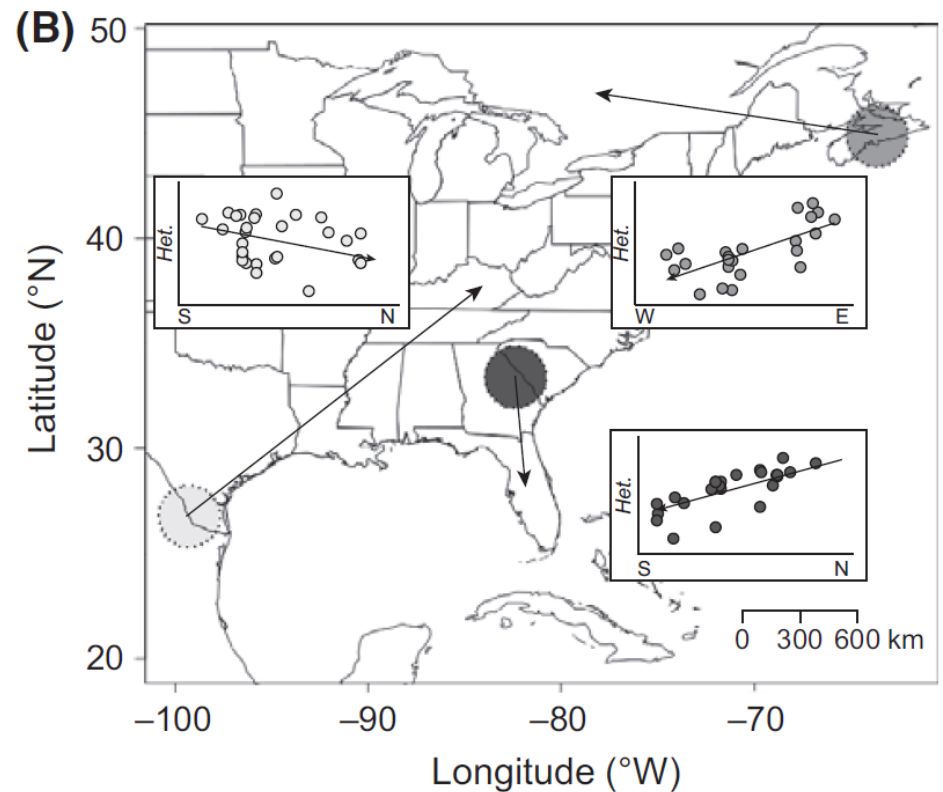 (B)
50
40
30
20
Latitude (°N)
Het.
S N
Het.
W E
Het.
S N
0 300 600 km
–100 –90 –80 –70
Longitude (°W)